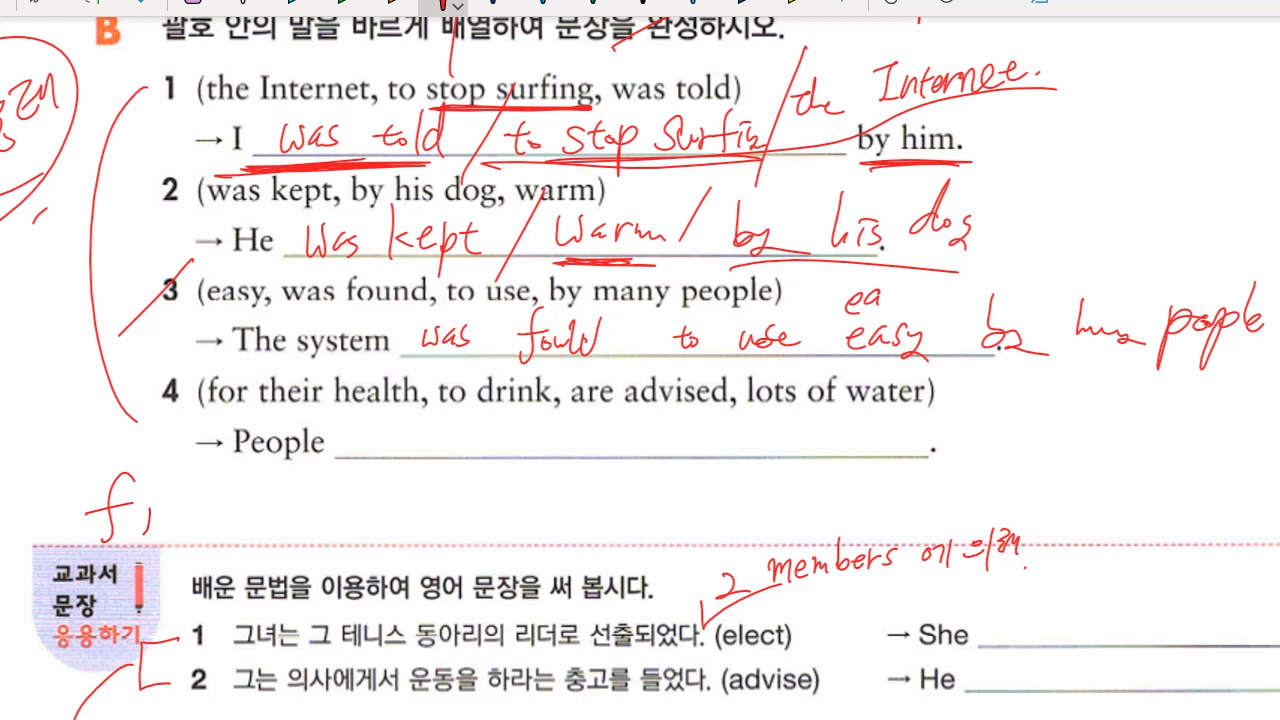 B 괄호 안의 말을 바르게 배열하여 문장을 완성하시오.
1 (the Internet, to stop surfing, was told)
the Internet.
→ I was told / to stop surfin / by him.
2 (was kept, by his dog, warm)
→ He was kept / warm / by his dog.
3 (easy, was found, to use, by many people)
ea
→ The system was to use easy people
4 (for their health, to drink, are advised, lots of water)
→ People .
f
2 members 에 의해.
교과서
문장
응용하기
배운 문법을 이용하여 영어 문장을 써 봅시다.
1 그녀는 그 테니스 동아리의 리더로 선출되었다. (elect) → She
2 그는 의사에게서 운동을 하라는 충고를 들었다. (advise) → He